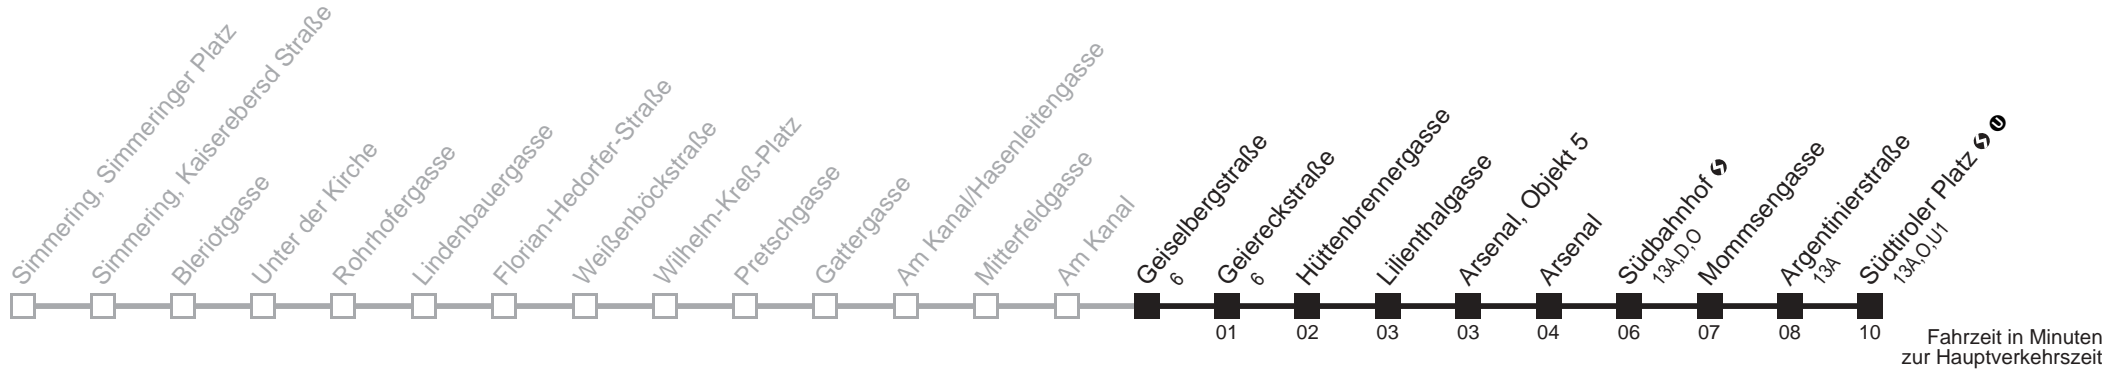 Simmering, Simmeringer Platz
Simmering, Kaiserebersd Straße
Bleriotgasse
Unter der Kirche
Rohrhofergasse
Lindenbauergasse
Florian-Hedorfer-Straße
Weißenböckstraße
Wilhelm-Kreß-Platz
Pretschgasse
Gattergasse
Am Kanal/Hasenleitengasse
Mitterfeldgasse
Am Kanal
Geiselbergstraße
6
Geiereckstraße
6
01
Hüttenbrennergasse
02
Lilienthalgasse
03
Arsenal, Objekt 5
03
Arsenal
04
Südbahnhof
13A,D,O
06
Mommsengasse
07
Argentinierstraße
13A
08
Südtiroler Platz U
13A,O,U1
10
Fahrzeit in Minuten
zur Hauptverkehrszeit